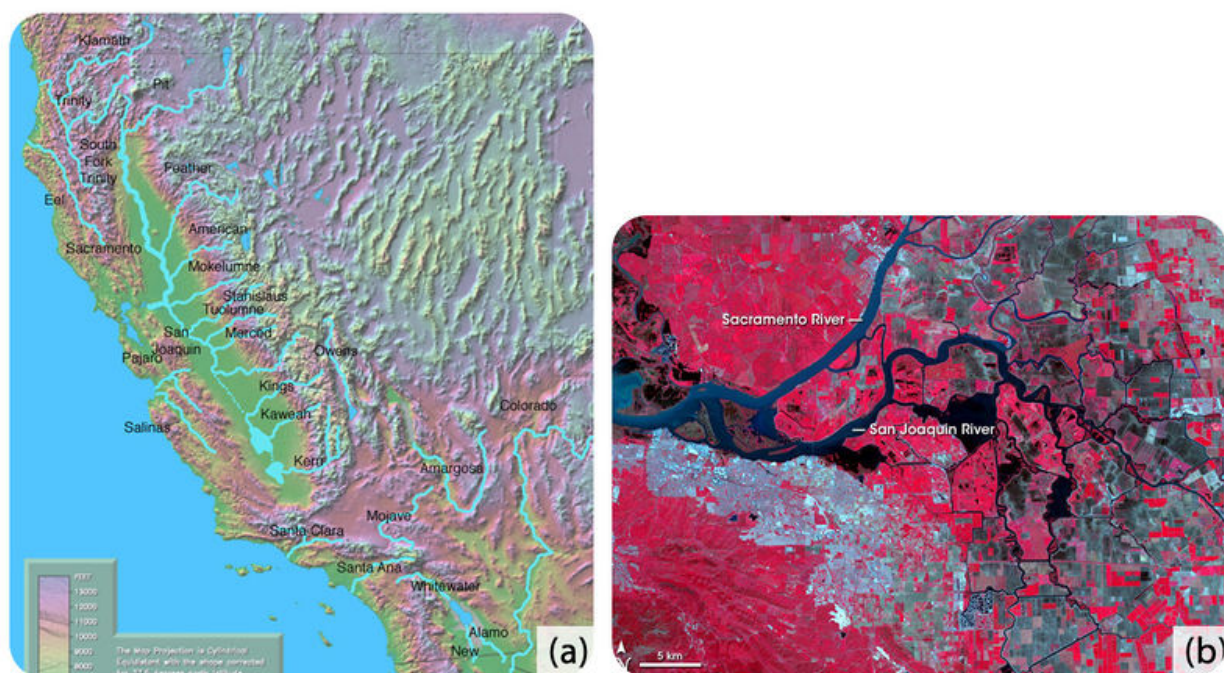 Klamath
Pit
Trinity
South
Fork
Trinity
Feather
Eel
American
Sacramento
Mokelumne
Stanislaus
Tuolumne
San
Joaquin
Merced
Pajaro
Owens
Kings
Kaweah
Colorado
Salinas
Kern
Amargosa
Mojave
Santa Clara
Santa Ana
Whitewater
Alamo
New
FEET
13000
12000
11000
10000
9000
8000
The Map Projection is Cylindrical
Equidistant with the shape corrected
(a)
Sacramento River
San Joaquin River
N
5 km
(b)